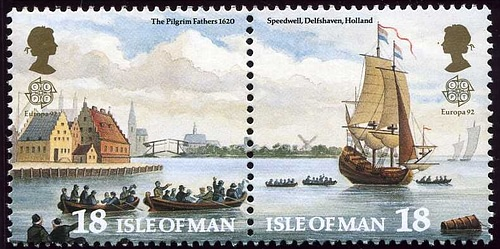 The Pilgrim Fathers 1620
Speedwell, Delfshaven, Holland
Europa 92
Europa 92
18 ISLE OF MAN
ISLE OF MAN 18